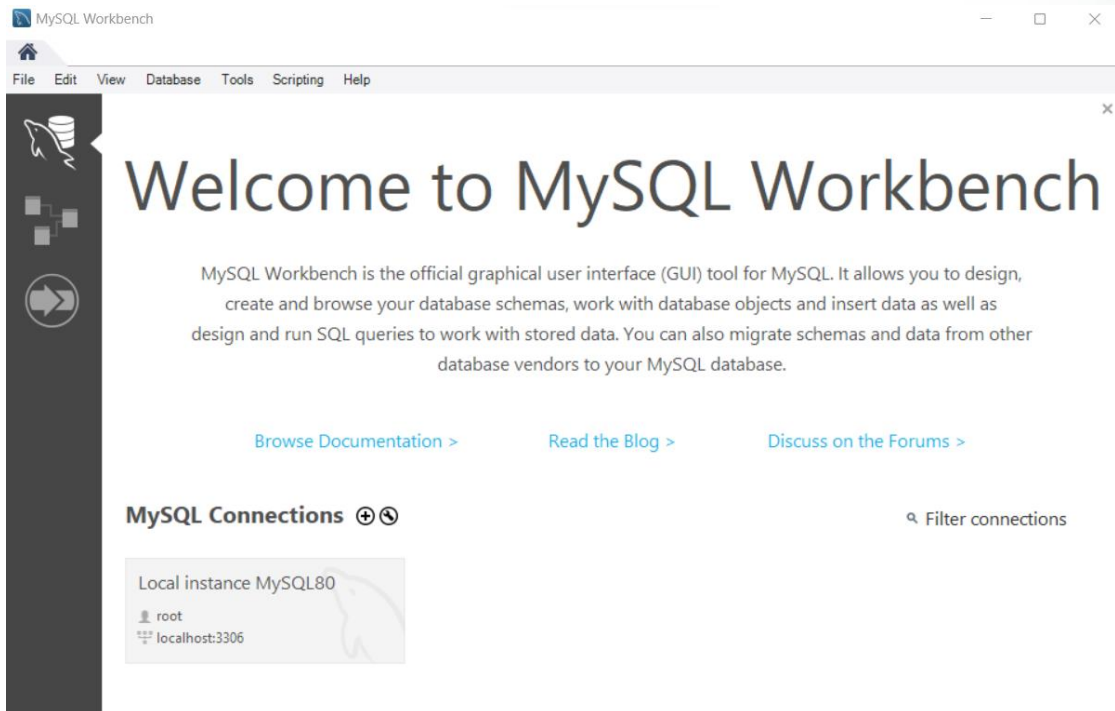 MySQL Workbench
File Edit View Database Tools Scripting Help
Welcome to MySQL Workbench
MySQL Workbench is the official graphical user interface (GUI) tool for MySQL. It allows you to design,
create and browse your database schemas, work with database objects and insert data as well as
design and run SQL queries to work with stored data. You can also migrate schemas and data from other
database vendors to your MySQL database.
Browse Documentation > Read the Blog > Discuss on the Forums >
MySQL Connections Filter connections
Local instance MySQL80
root
localhost:3306